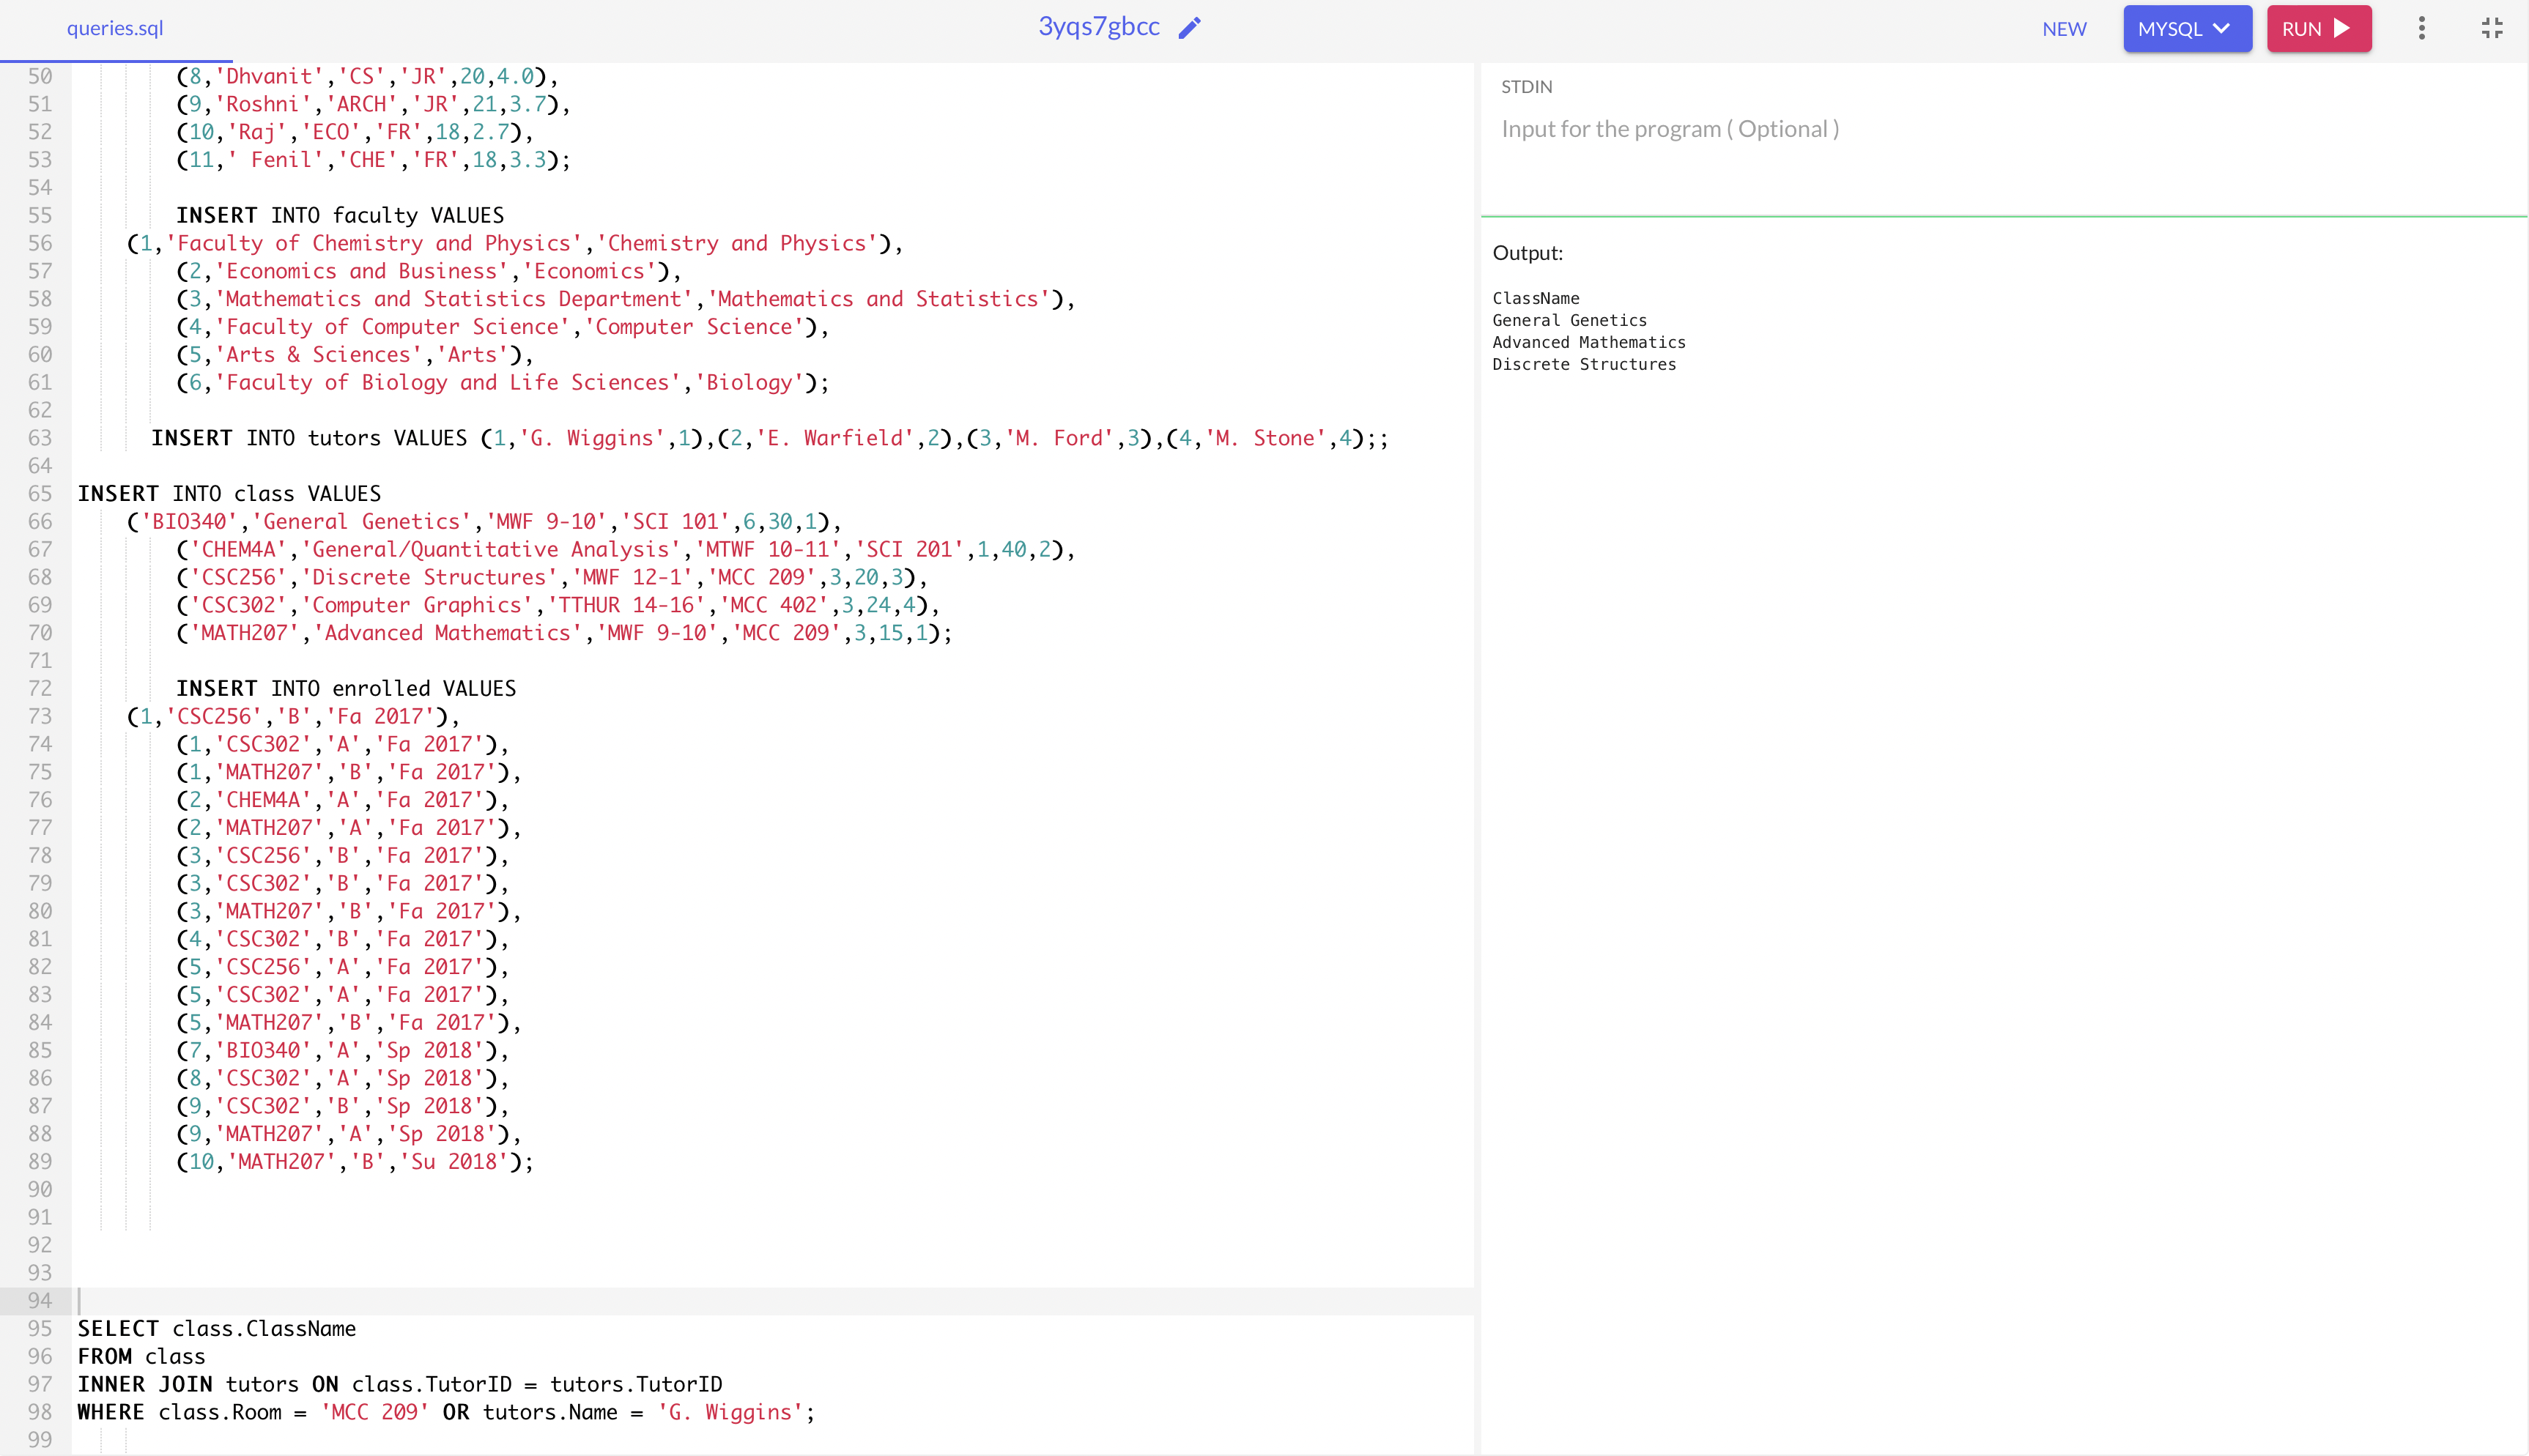 queries.sql
3yqs7gbcc
NEW
MYSQL
RUN
50 (8,'Dhvanit','CS','JR',20,4.0),
51 (9,'Roshni','ARCH','JR',21,3.7),
52 (10,'Raj','ECO','FR',18,2.7),
53 (11,' Fenil','CHE','FR',18,3.3);
54
55 INSERT INTO faculty VALUES
56 (1,'Faculty of Chemistry and Physics','Chemistry and Physics'),
57 (2,'Economics and Business','Economics'),
58 (3,'Mathematics and Statistics Department','Mathematics and Statistics'),
59 (4,'Faculty of Computer Science','Computer Science'),
60 (5,'Arts & Sciences','Arts'),
61 (6,'Faculty of Biology and Life Sciences','Biology');
62
63 INSERT INTO tutors VALUES (1,'G. Wiggins',1),(2,'E. Warfield',2),(3,'M. Ford',3),(4,'M. Stone',4);;
64
65 INSERT INTO class VALUES
66 ('BIO340','General Genetics','MWF 9-10','SCI 101',6,30,1),
67 ('CHEM4A','General/Quantitative Analysis','MTWF 10-11','SCI 201',1,40,2),
68 ('CSC256','Discrete Structures','MWF 12-1','MCC 209',3,20,3),
69 ('CSC302','Computer Graphics','TTHUR 14-16','MCC 402',3,24,4),
70 ('MATH207','Advanced Mathematics','MWF 9-10','MCC 209',3,15,1);
71
72 INSERT INTO enrolled VALUES
73 (1,'CSC256','B','Fa 2017'),
74 (1,'CSC302','A','Fa 2017'),
75 (1,'MATH207','B','Fa 2017'),
76 (2,'CHEM4A','A','Fa 2017'),
77 (2,'MATH207','A','Fa 2017'),
78 (3,'CSC256','B','Fa 2017'),
79 (3,'CSC302','B','Fa 2017'),
80 (3,'MATH207','B','Fa 2017'),
81 (4,'CSC302','B','Fa 2017'),
82 (5,'CSC256','A','Fa 2017'),
83 (5,'CSC302','A','Fa 2017'),
84 (5,'MATH207','B','Fa 2017'),
85 (7,'BIO340','A','Sp 2018'),
86 (8,'CSC302','A','Sp 2018'),
87 (9,'CSC302','B','Sp 2018'),
88 (9,'MATH207','A','Sp 2018'),
89 (10,'MATH207','B','Su 2018');
90
91
92
93
94
95 SELECT class.ClassName
96 FROM class
97 INNER JOIN tutors ON class.TutorID = tutors.TutorID
98 WHERE class.Room = 'MCC 209' OR tutors.Name = 'G. Wiggins';
99
STDIN
Input for the program ( Optional )
Output:
ClassName
General Genetics
Advanced Mathematics
Discrete Structures